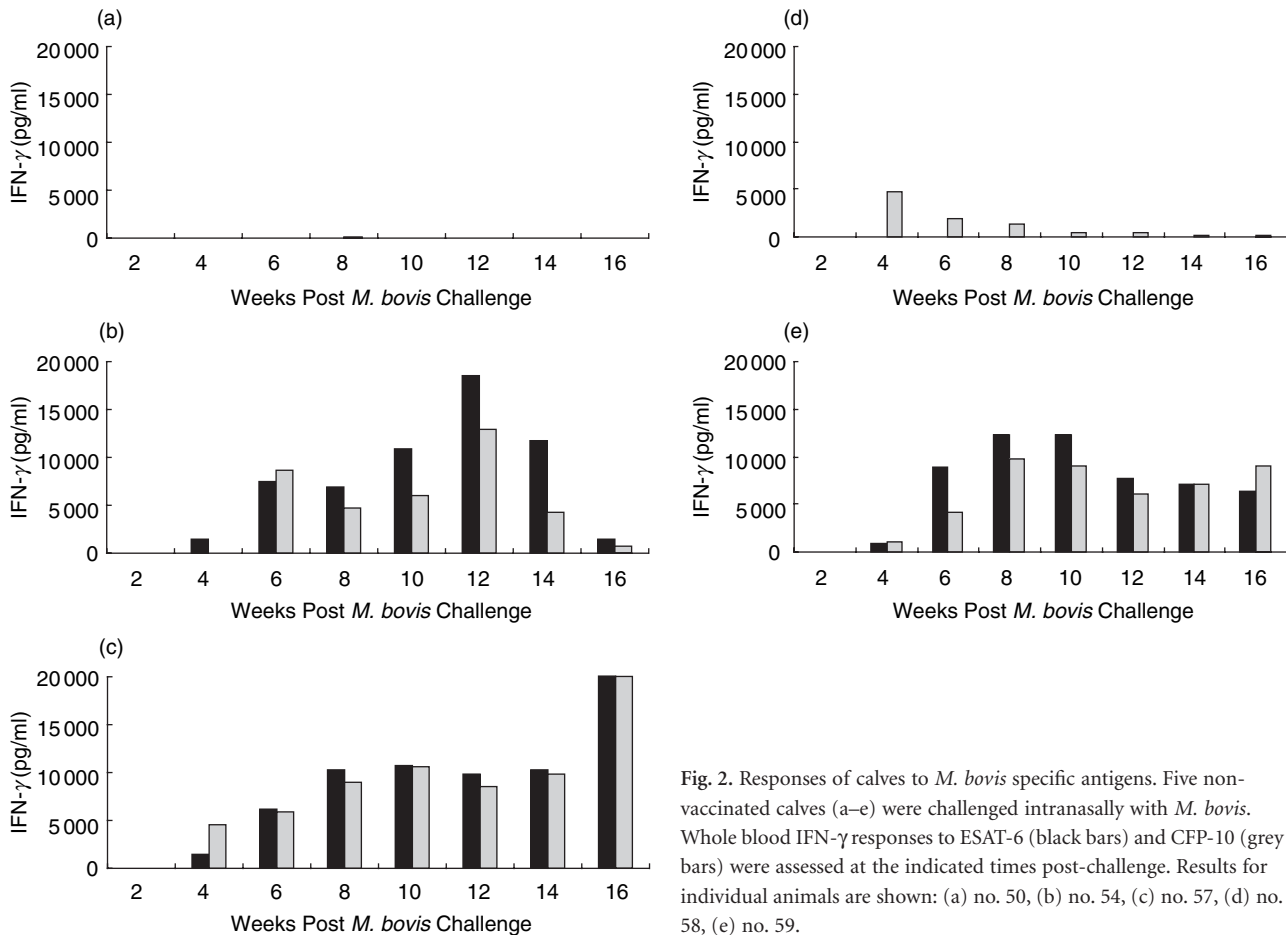 (a)
20 000
15 000
10 000
5 000
0
IFN-γ (pg/ml)
2 4 6 8 10 12 14 16
Weeks Post M. bovis Challenge
(b)
20 000
15 000
10 000
5 000
0
IFN-γ (pg/ml)
2 4 6 8 10 12 14 16
Weeks Post M. bovis Challenge
(c)
20 000
15 000
10 000
5 000
0
IFN-γ (pg/ml)
2 4 6 8 10 12 14 16
Weeks Post M. bovis Challenge
(d)
20 000
15 000
10 000
5 000
0
IFN-γ (pg/ml)
2 4 6 8 10 12 14 16
Weeks Post M. bovis Challenge
(e)
20 000
15 000
10 000
5 000
0
IFN-γ (pg/ml)
2 4 6 8 10 12 14 16
Weeks Post M. bovis Challenge
Fig. 2. Responses of calves to M. bovis specific antigens. Five non-
vaccinated calves (a–e) were challenged intranasally with M. bovis.
Whole blood IFN-γ responses to ESAT-6 (black bars) and CFP-10 (grey
bars) were assessed at the indicated times post-challenge. Results for
individual animals are shown: (a) no. 50, (b) no. 54, (c) no. 57, (d) no.
58, (e) no. 59.